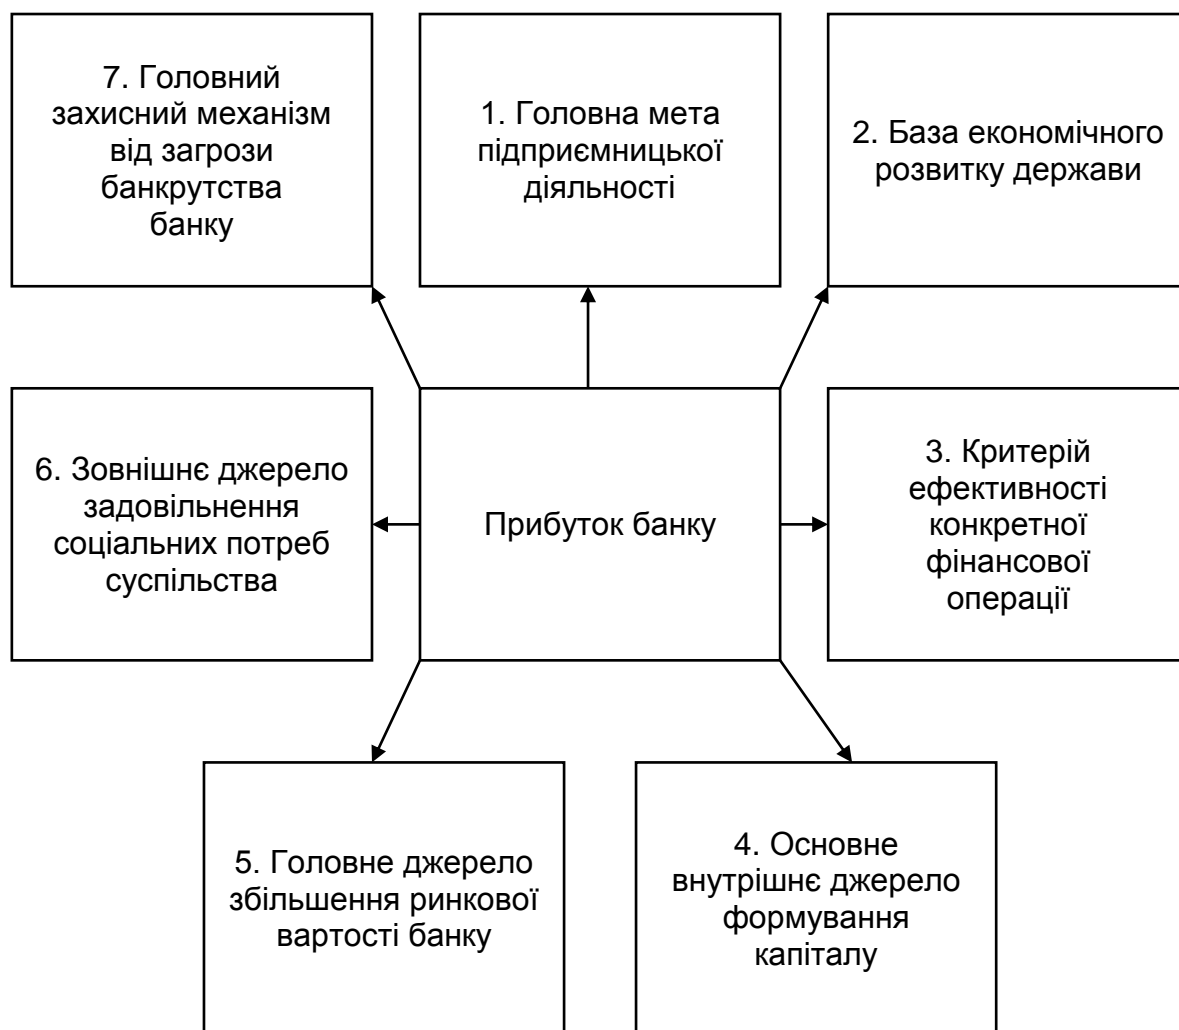 7. Головний
захисний механізм
від загрози
банкрутства
банку
1. Головна мета
підприємницької
діяльності
2. База економічного
розвитку держави
6. Зовнішнє джерело
задовільнення
соціальних потреб
суспільства
Прибуток банку
3. Критерій
ефективності
конкретної
фінансової
операції
5. Головне джерело
збільшення ринкової
вартості банку
4. Основне
внутрішнє джерело
формування
капіталу